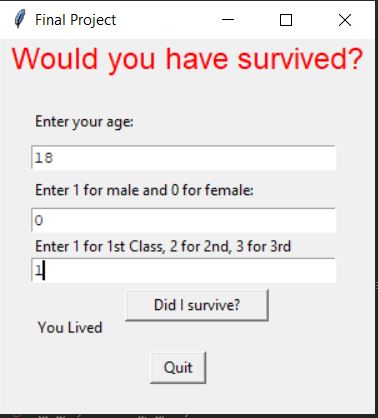 Final Project
Would you have survived?
Enter your age:
18
Enter 1 for male and 0 for female:
0
Enter 1 for 1st Class, 2 for 2nd, 3 for 3rd
1
Did I survive?
You Lived
Quit